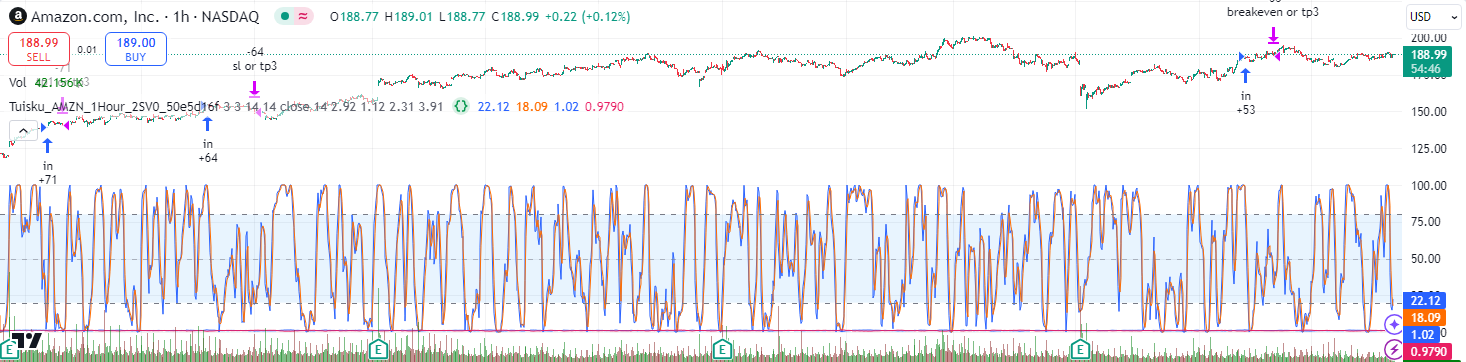 Amazon.com, Inc. · 1h · NASDAQ
O188.77 H189.01 L188.77 C188.99 +0.22 (+0.12%)
breakeven or tp3
USD
188.99
SELL
0.01
189.00
BUY
-64
sl or tp3
200.00
188.99
54:46
Vol 42.156K
Tuisku_AMZN_1Hour_2SV0_50e5d16f 3 3 14 14 close 14 2.92 1.12 2.31 3.91 22.12 18.09 1.02 0.9790
in
+71
in
+64
in
+53
150.00
125.00
100.00
75.00
50.00
22.12
18.09
1.02
0.9790
E
E
E
E